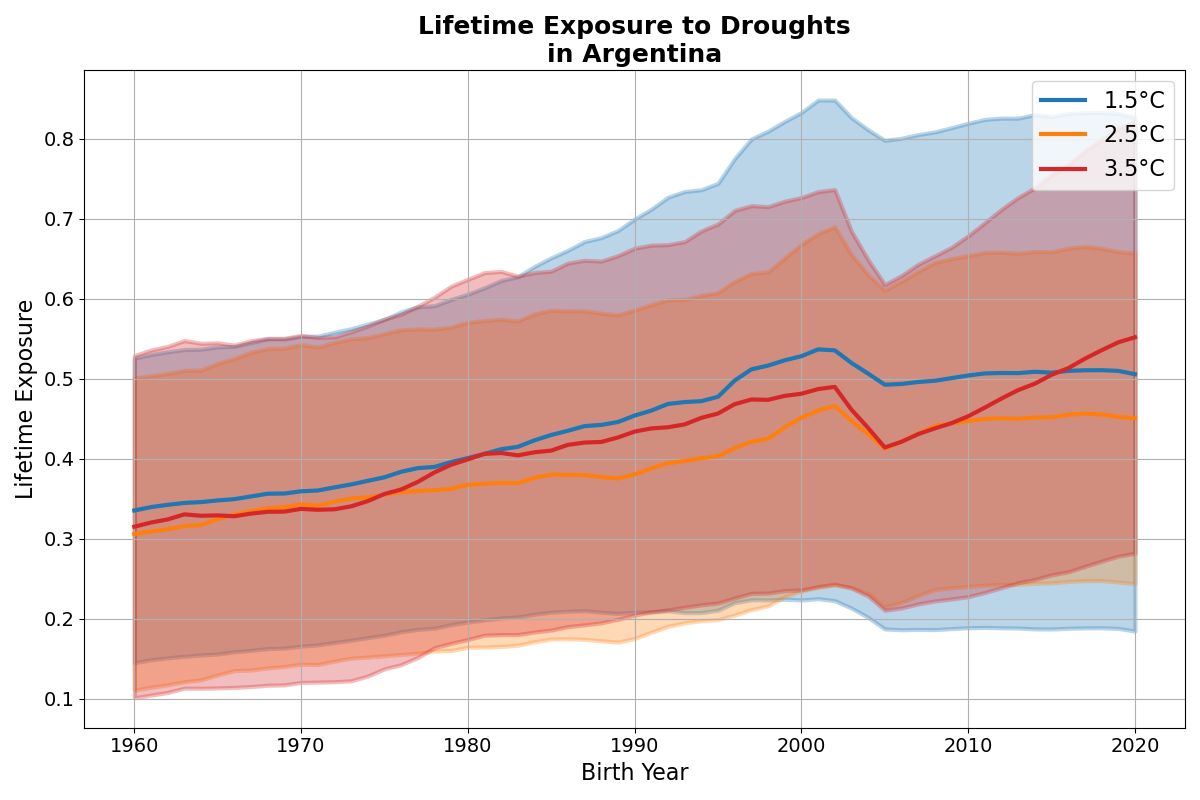 Lifetime Exposure to Droughts
in Argentina
1.5°C
2.5°C
3.5°C
Lifetime Exposure
0.8
0.7
0.6
0.5
0.4
0.3
0.2
0.1
1960 1970 1980 1990 2000 2010 2020
Birth Year